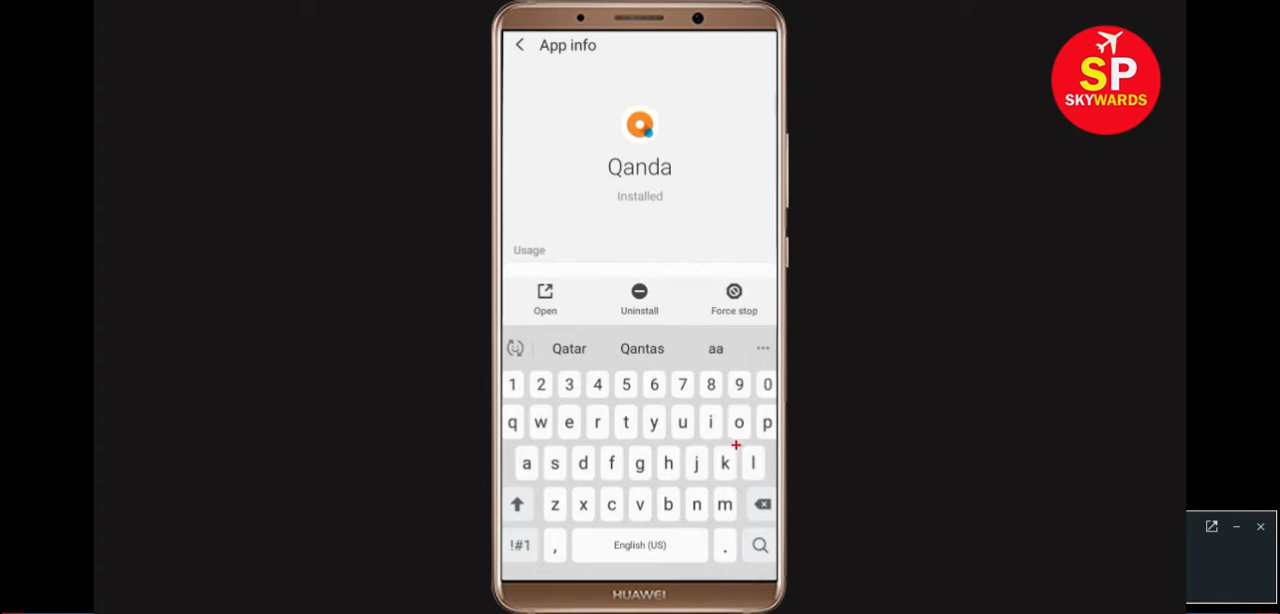 App info
SP
SKYWARDS
Qanda
Installed
Usage
Open Uninstall Force stop
Qatar Qantas aa
1 2 3 4 5 6 7 8 9 0
q w e r t y u i o p
a s d f g h j k l
z x c v b n m
!#1 , English (US) .
HUAWEI